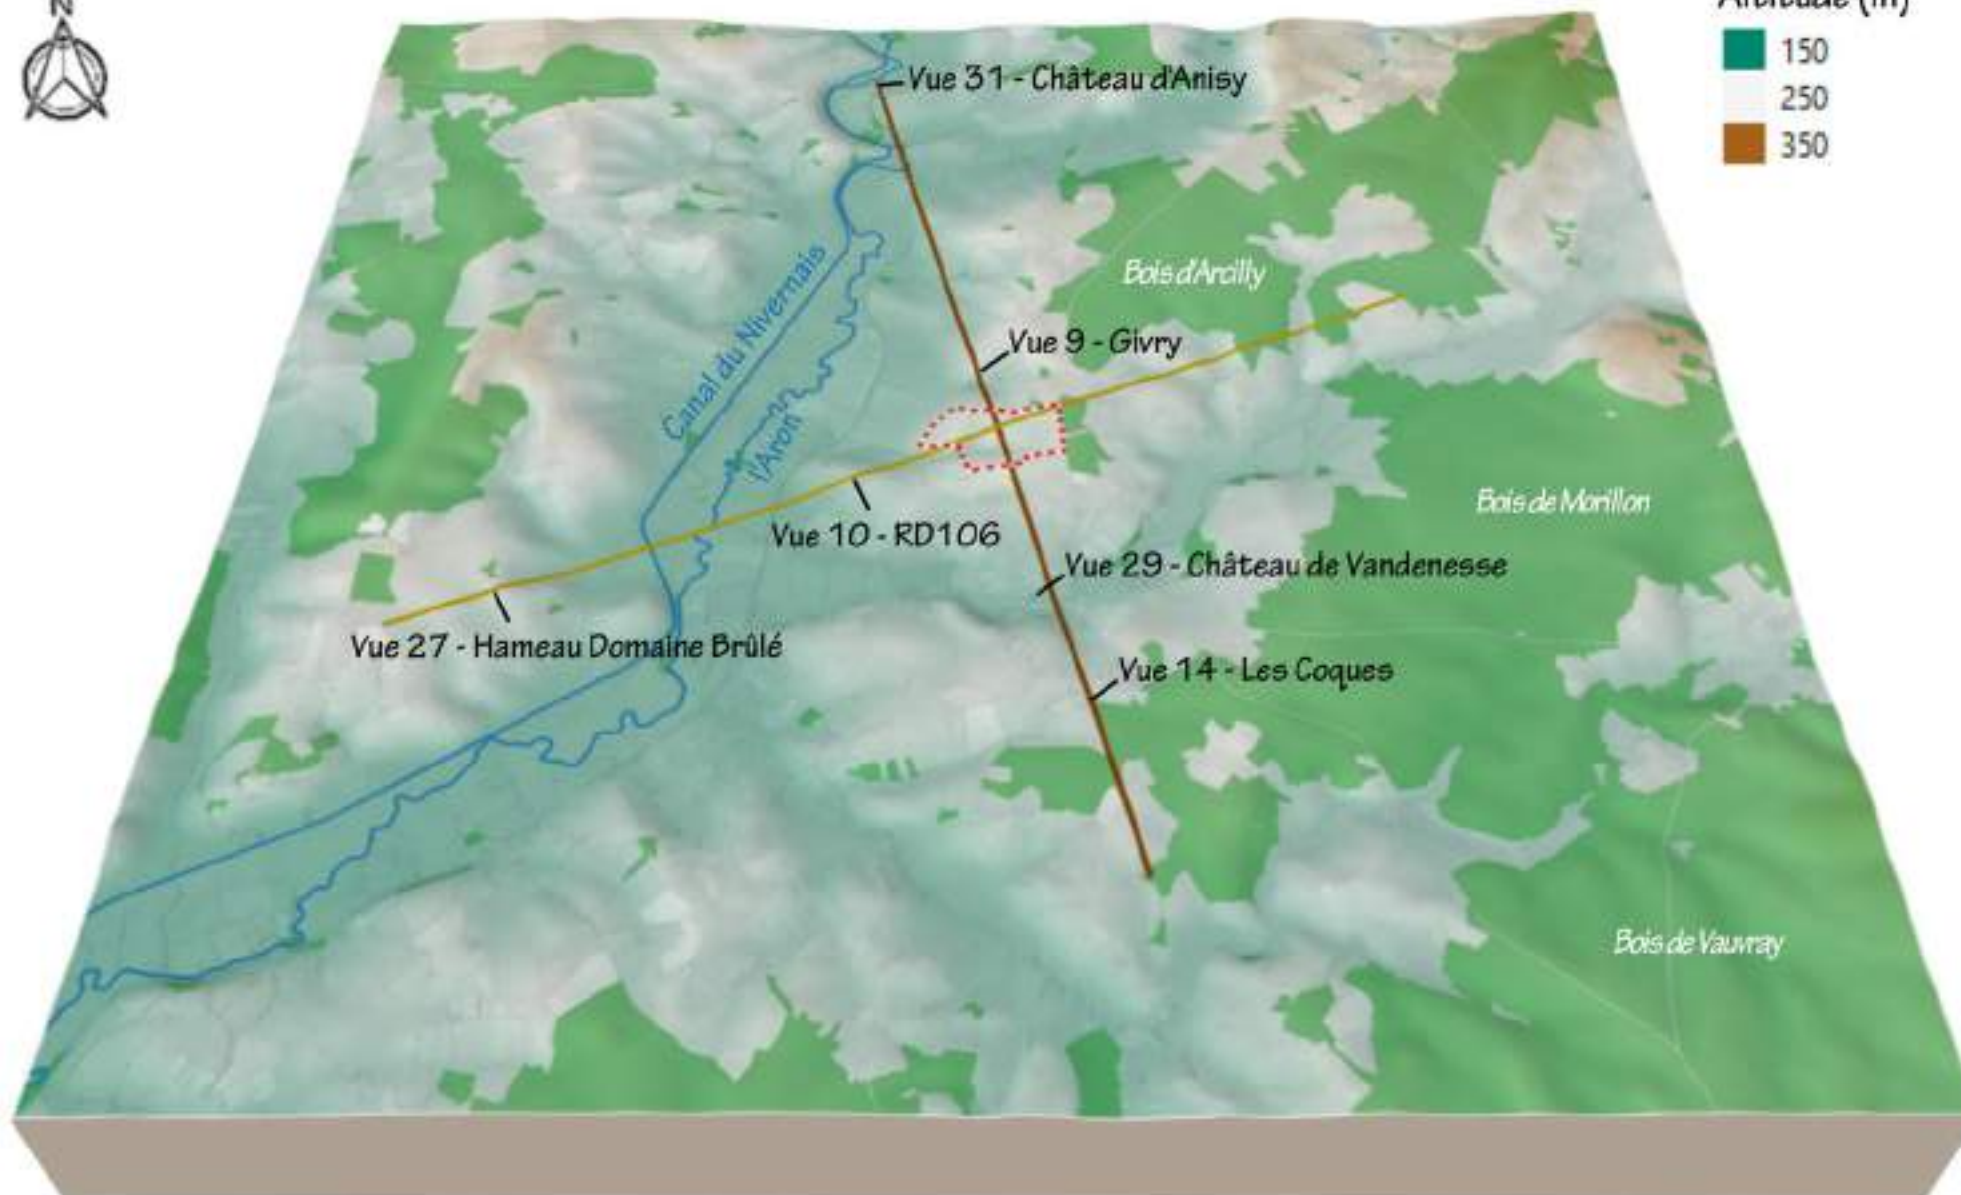 N
Altitude (m)
150
250
350
Vue 31 - Château d'Anisy
Bois d'Arcilly
Canal du Nivernais
Vue 9 - Givry
l'Aron
Bois de Morillon
Vue 10 - RD106
Vue 29 - Château de Vandenesse
Vue 27 - Hameau Domaine Brûlé
Vue 14 - Les Coques
Bois de Vauvray